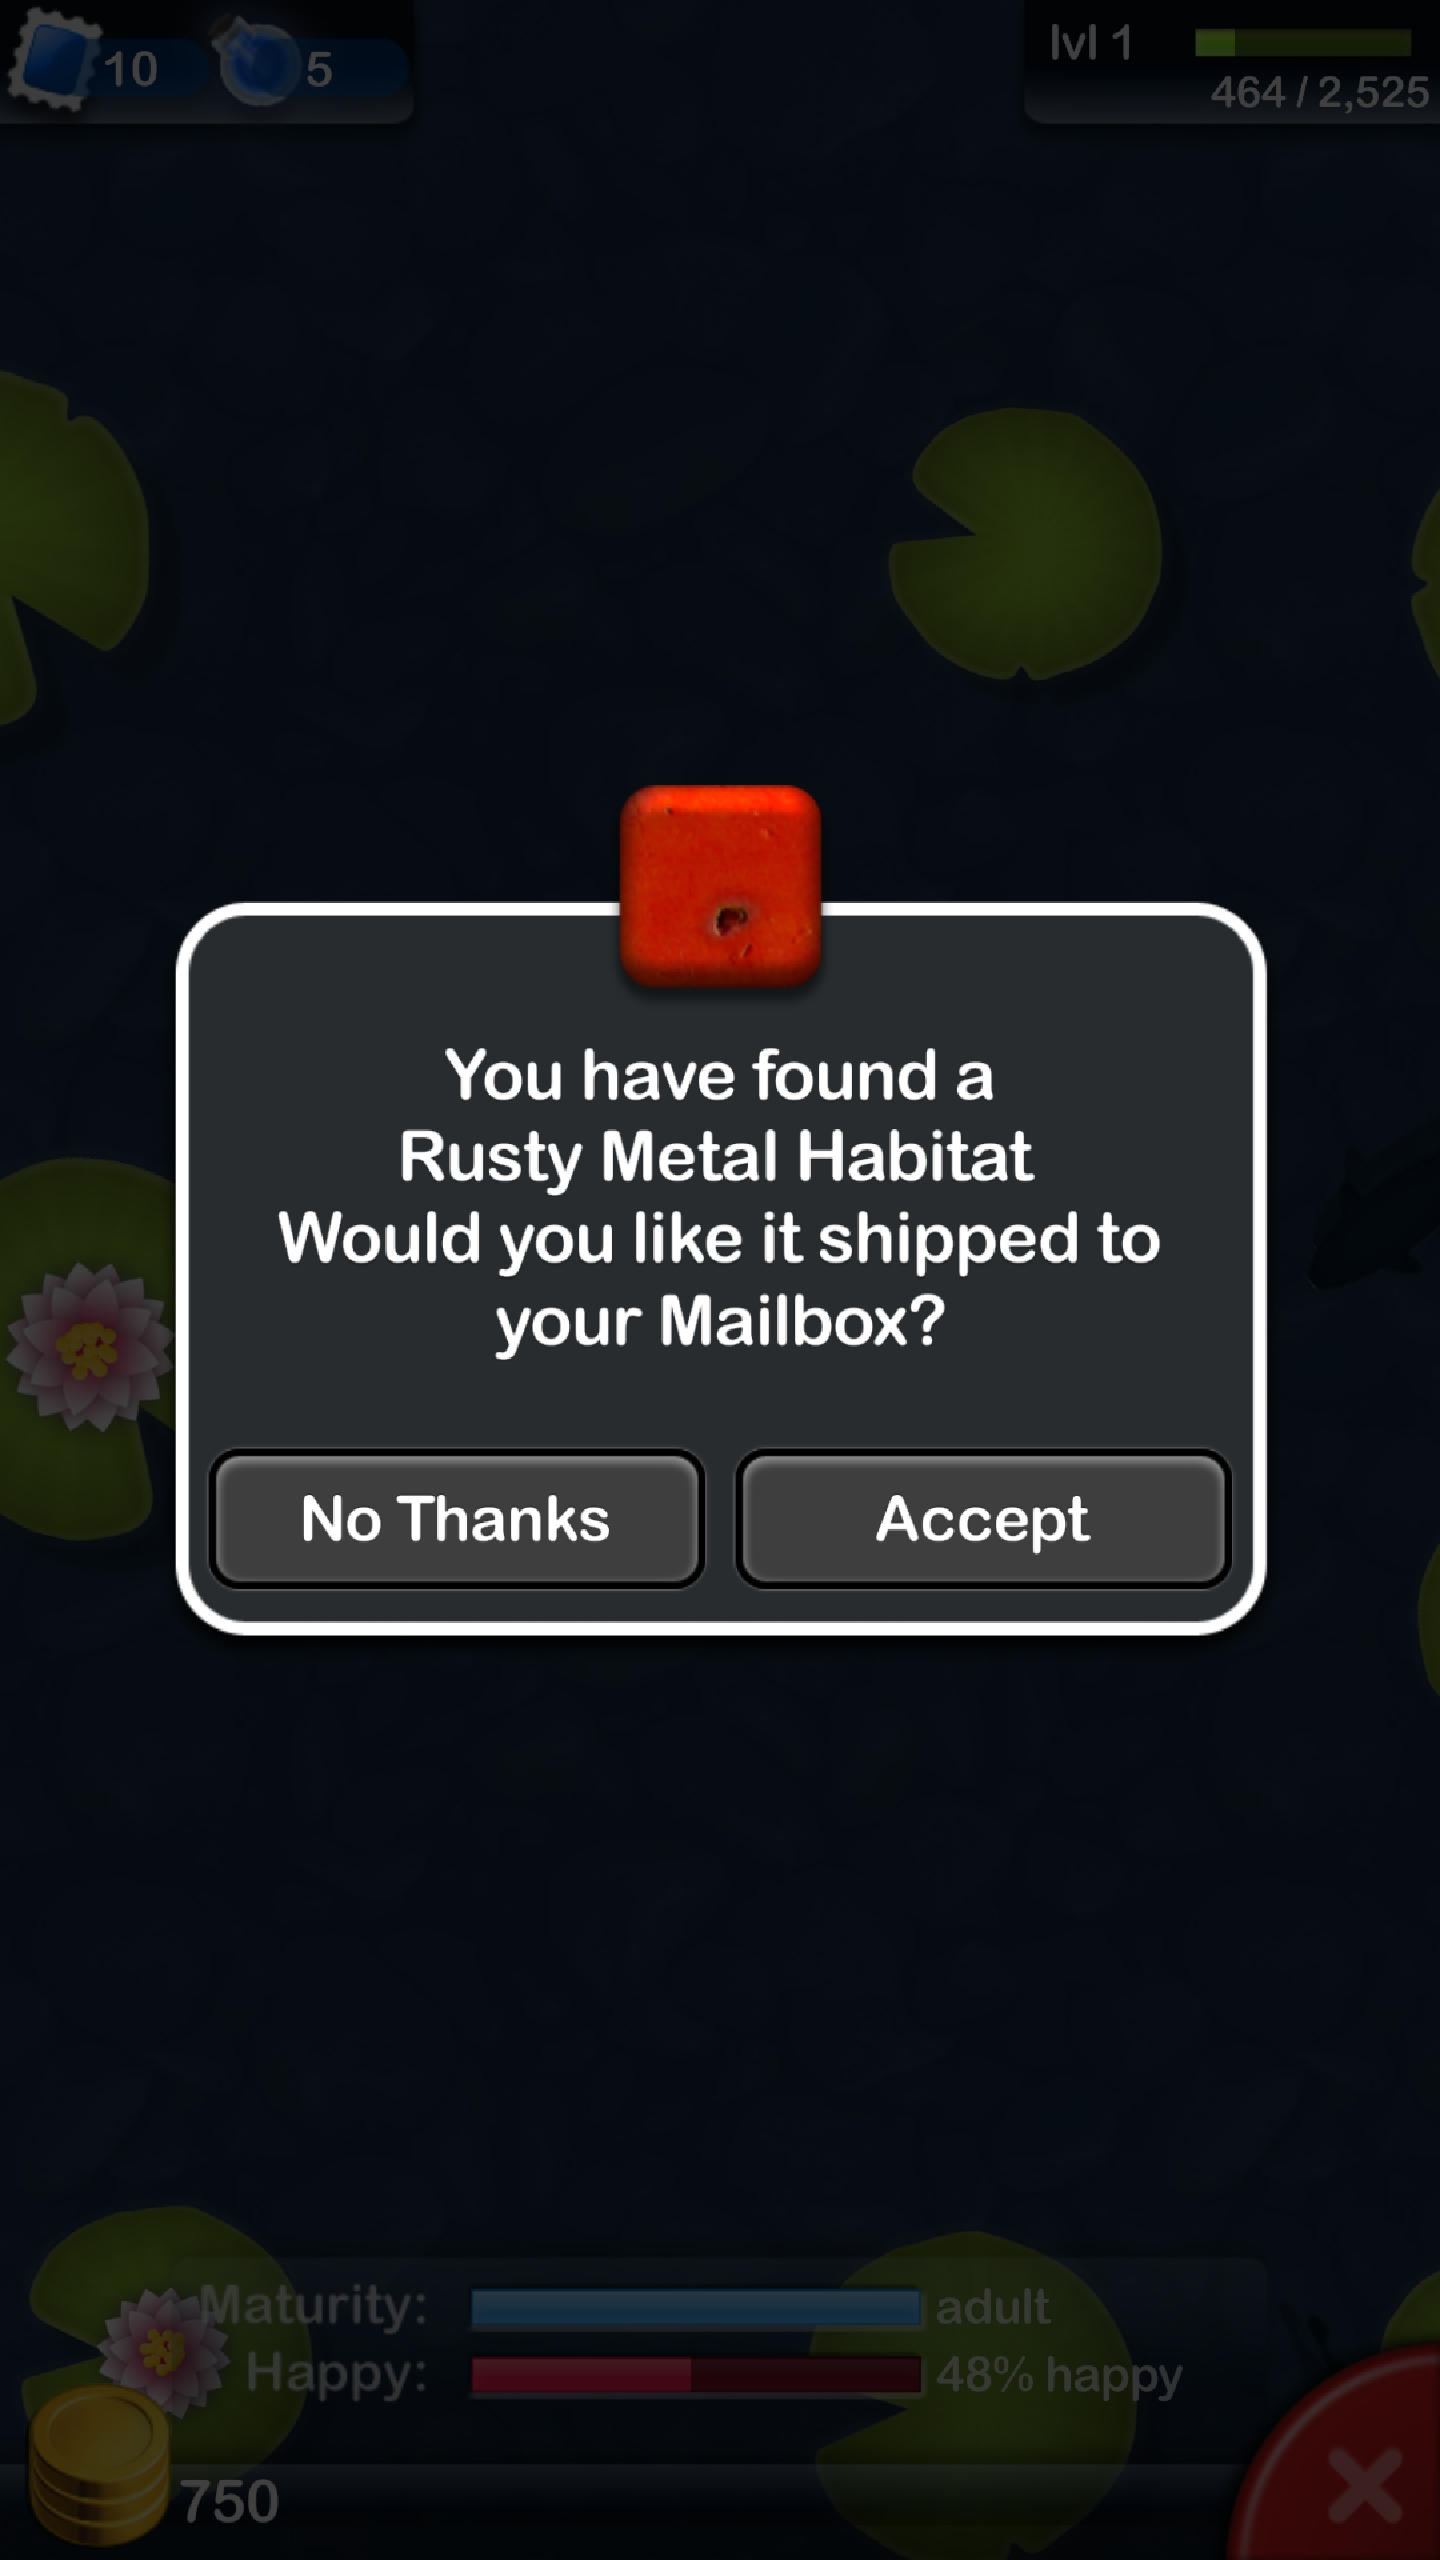 10
5
lvl 1
464 / 2,525
You have found a
Rusty Metal Habitat
Would you like it shipped to
your Mailbox?
No Thanks
Accept
Maturity:
adult
Happy:
48% happy
750